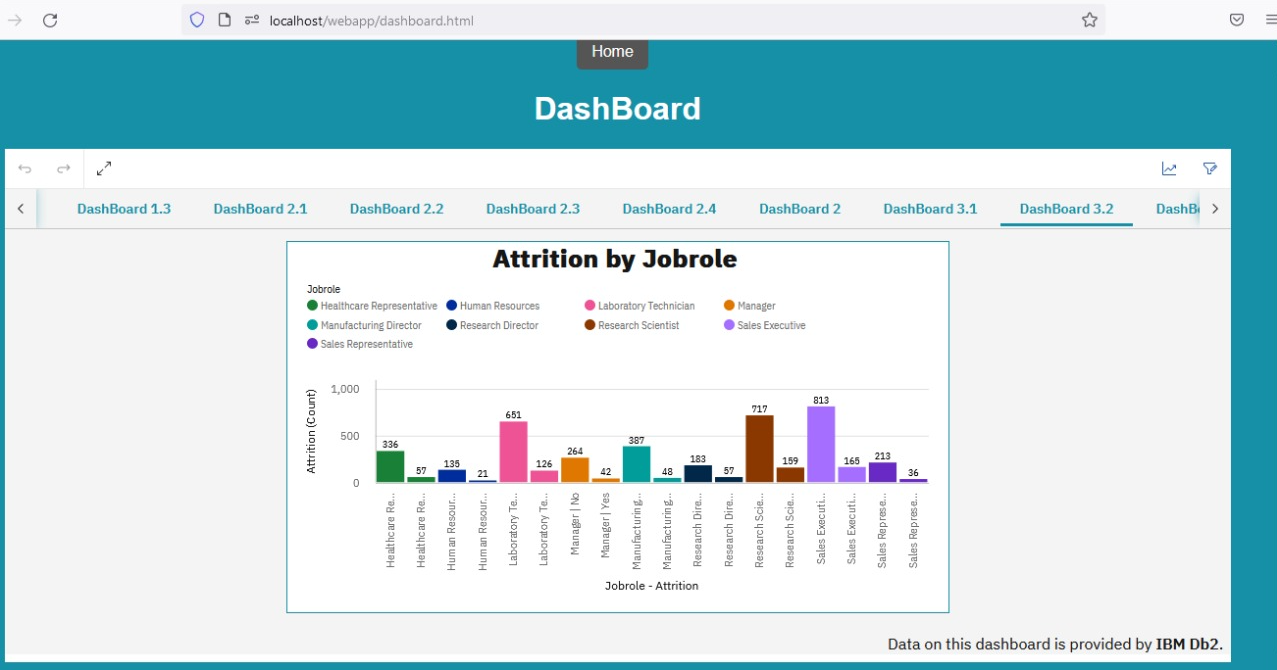 localhost/webapp/dashboard.html
Home
DashBoard
DashBoard 1.3 DashBoard 2.1 DashBoard 2.2 DashBoard 2.3 DashBoard 2.4 DashBoard 2 DashBoard 3.1 DashBoard 3.2 DashB
Attrition by Jobrole
Jobrole
Healthcare Representative Human Resources Laboratory Technician Manager
Manufacturing Director Research Director Research Scientist Sales Executive
Sales Representative
Attrition (Count)
1,000
500
0
336 57 135 21 651 126 264 42 387 48 183 57 717 159 813 165 213 36
Healthcare Re...
Healthcare Re...
Human Resour...
Human Resour...
Laboratory Te...
Laboratory Te...
Manager | No
Manager | Yes
Manufacturing...
Manufacturing...
Research Dire...
Research Dire...
Research Scie...
Research Scie...
Sales Executi...
Sales Executi...
Sales Represe...
Sales Represe...
Jobrole - Attrition
Data on this dashboard is provided by IBM Db2.